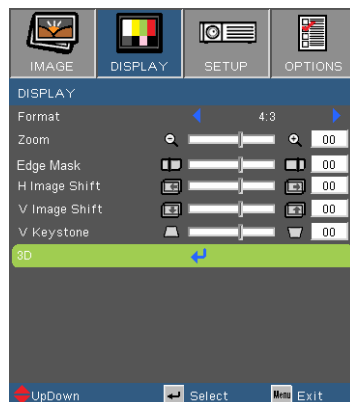 IMAGE DISPLAY SETUP OPTIONS
DISPLAY
Format 4:3
Zoom 00
Edge Mask 00
H Image Shift 00
V Image Shift 00
V Keystone 00
3D
UpDown Select Menu Exit